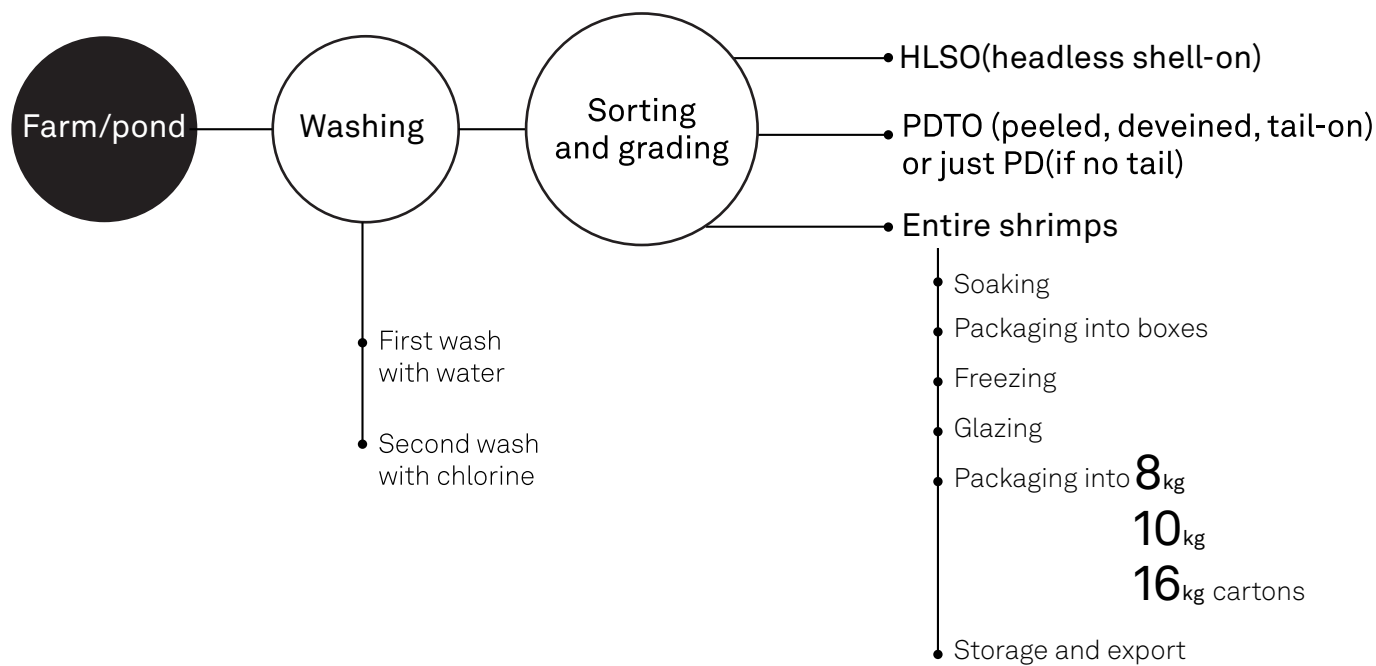 Farm/pond
Washing
First wash
with water
Second wash
with chlorine
Sorting
and grading
HLSO(headless shell-on)
PDTO (peeled, deveined, tail-on)
or just PD(if no tail)
Entire shrimps
Soaking
Packaging into boxes
Freezing
Glazing
Packaging into 8kg
10kg
16kg cartons
Storage and export